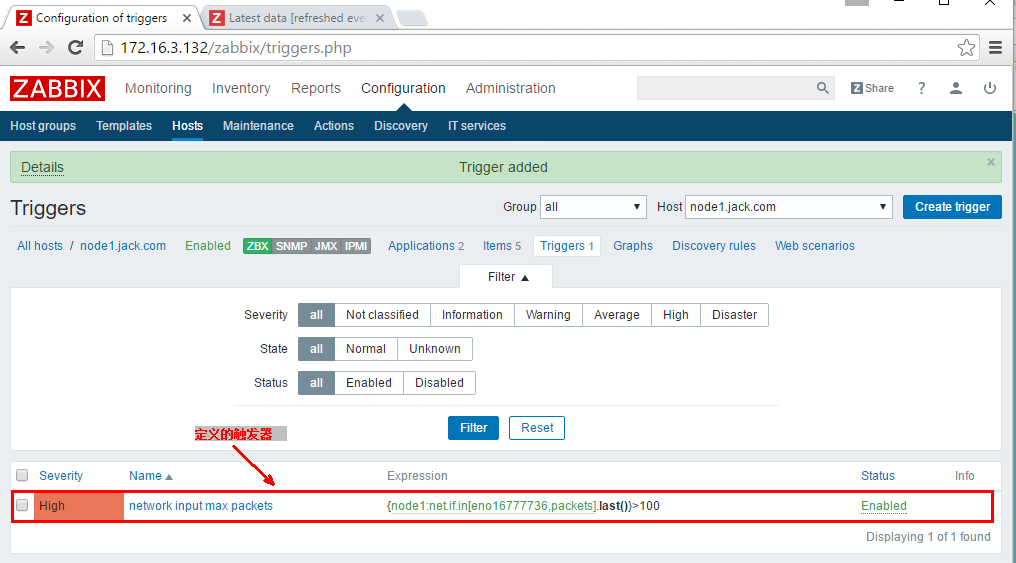 Configuration of triggers
Latest data [refreshed eve
172.16.3.132/zabbix/triggers.php
ZABBIX Monitoring Inventory Reports Configuration Administration Z Share ?
Host groups Templates Hosts Maintenance Actions Discovery IT services
Details Trigger added
Triggers Group all Host node1.jack.com Create trigger
All hosts / node1.jack.com Enabled ZBX SNMP JMX IPMI Applications 2 Items 5 Triggers 1 Graphs Discovery rules Web scenarios
Filter
Severity all Not classified Information Warning Average High Disaster
State all Normal Unknown
Status all Enabled Disabled
Filter Reset
定义的触发器
Severity Name Expression Status Info
High network input max packets {node1:net.if.in[eno16777736,packets].last()}>100 Enabled
Displaying 1 of 1 found